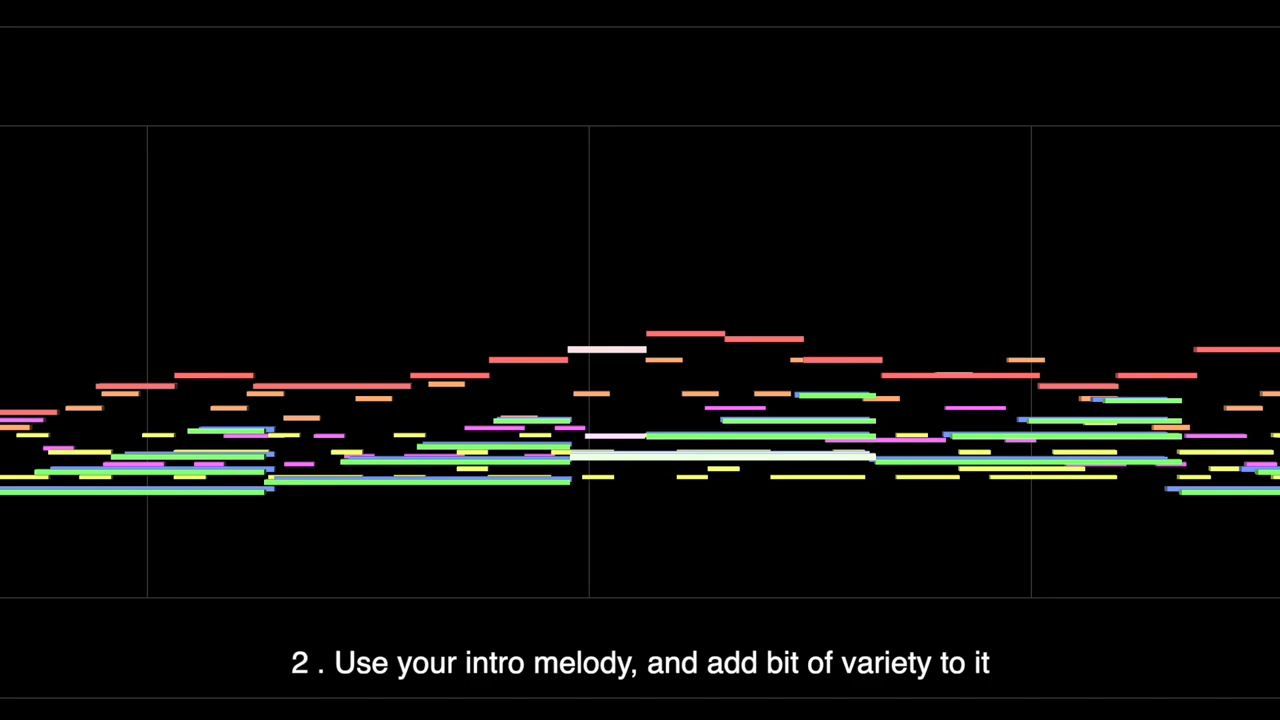 2 . Use your intro melody, and add bit of variety to it